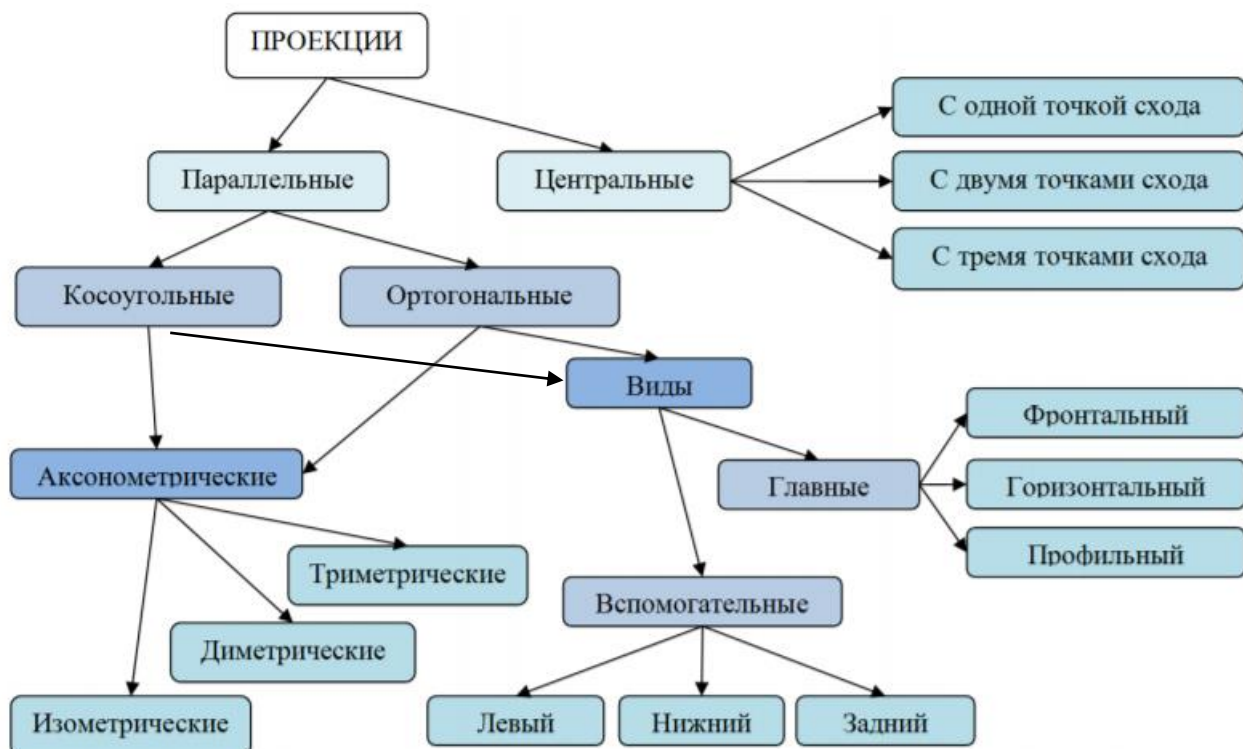 ПРОЕКЦИИ
С одной точкой схода
Параллельные
Центральные
С двумя точками схода
С тремя точками схода
Косоугольные
Ортогональные
Виды
Фронтальный
Аксонометрические
Главные
Горизонтальный
Профильный
Триметрические
Вспомогательные
Диметрические
Изометрические
Левый
Нижний
Задний